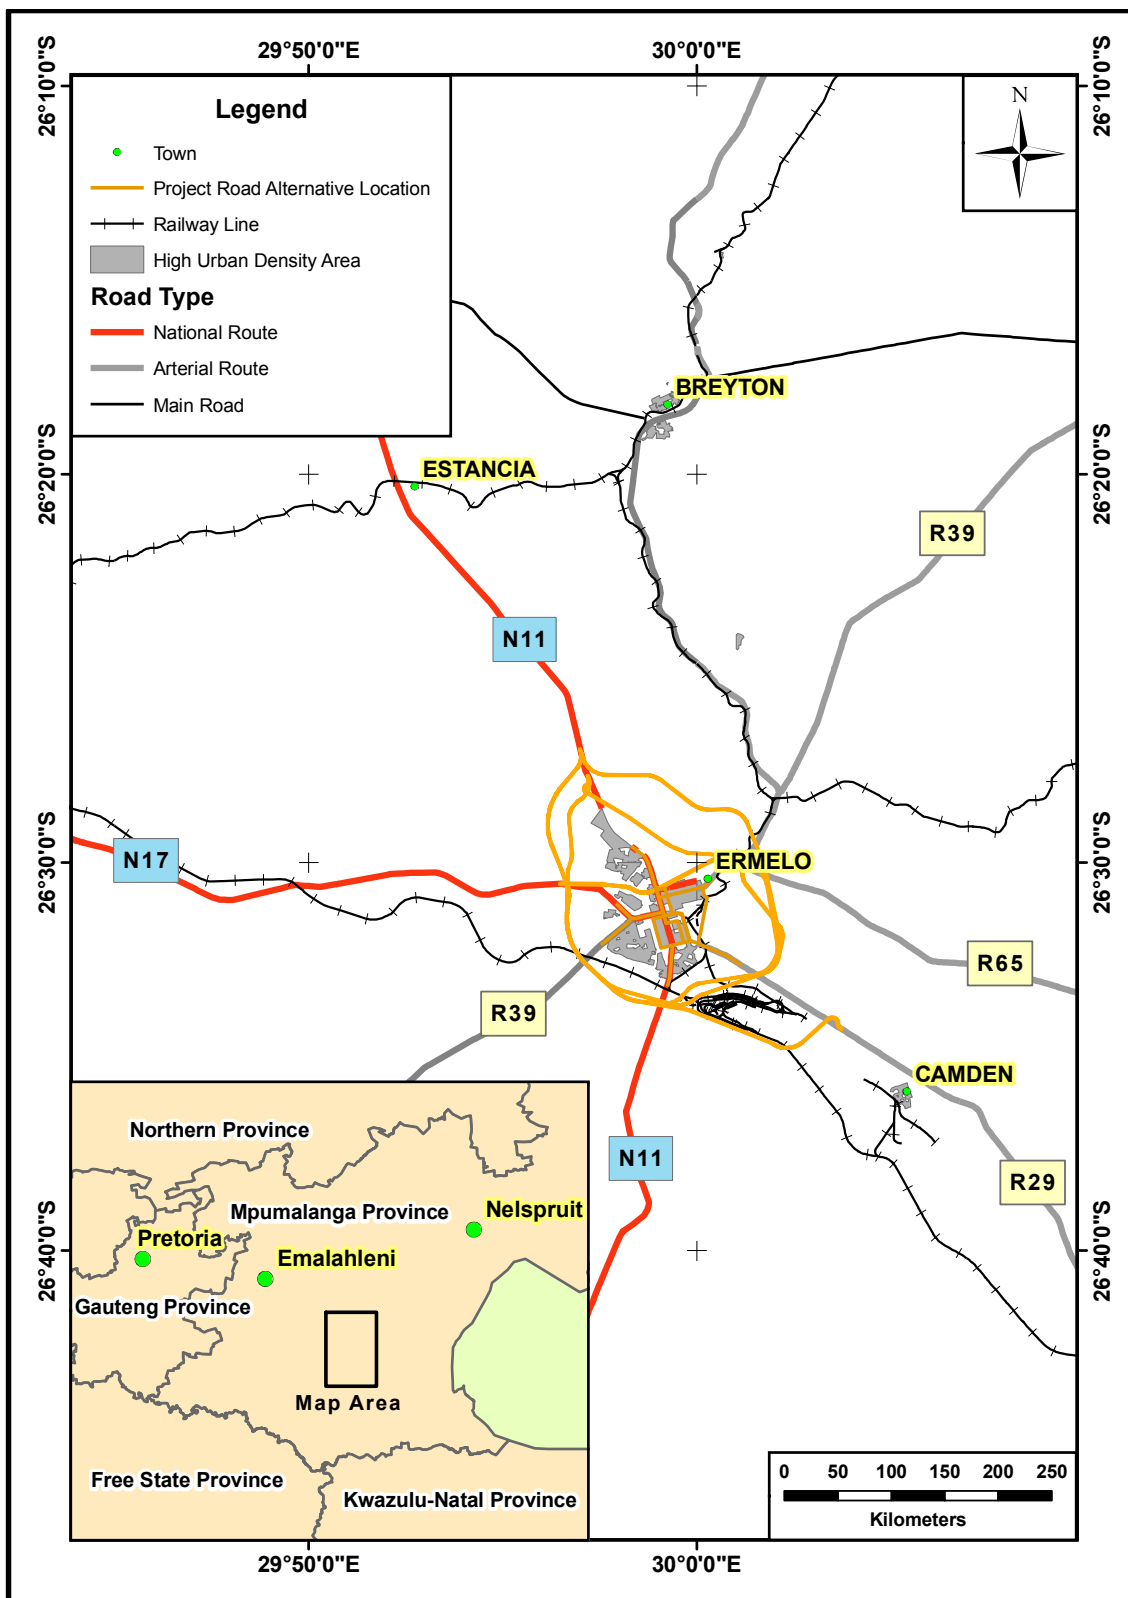 29°50'0"E
30°0'0"E
26°10'0"S
26°10'0"S
Legend
Town
Project Road Alternative Location
Railway Line
High Urban Density Area
Road Type
National Route
Arterial Route
Main Road
N
BREYTON
ESTANCIA
26°20'0"S
26°20'0"S
R39
N11
ERMELO
26°30'0"S
26°30'0"S
N17
R65
R39
CAMDEN
N11
R29
26°40'0"S
26°40'0"S
Northern Province
Mpumalanga Province
Nelspruit
Pretoria
Emalahleni
Gauteng Province
Map Area
Free State Province
Kwazulu-Natal Province
0 50 100 150 200 250
Kilometers
29°50'0"E
30°0'0"E